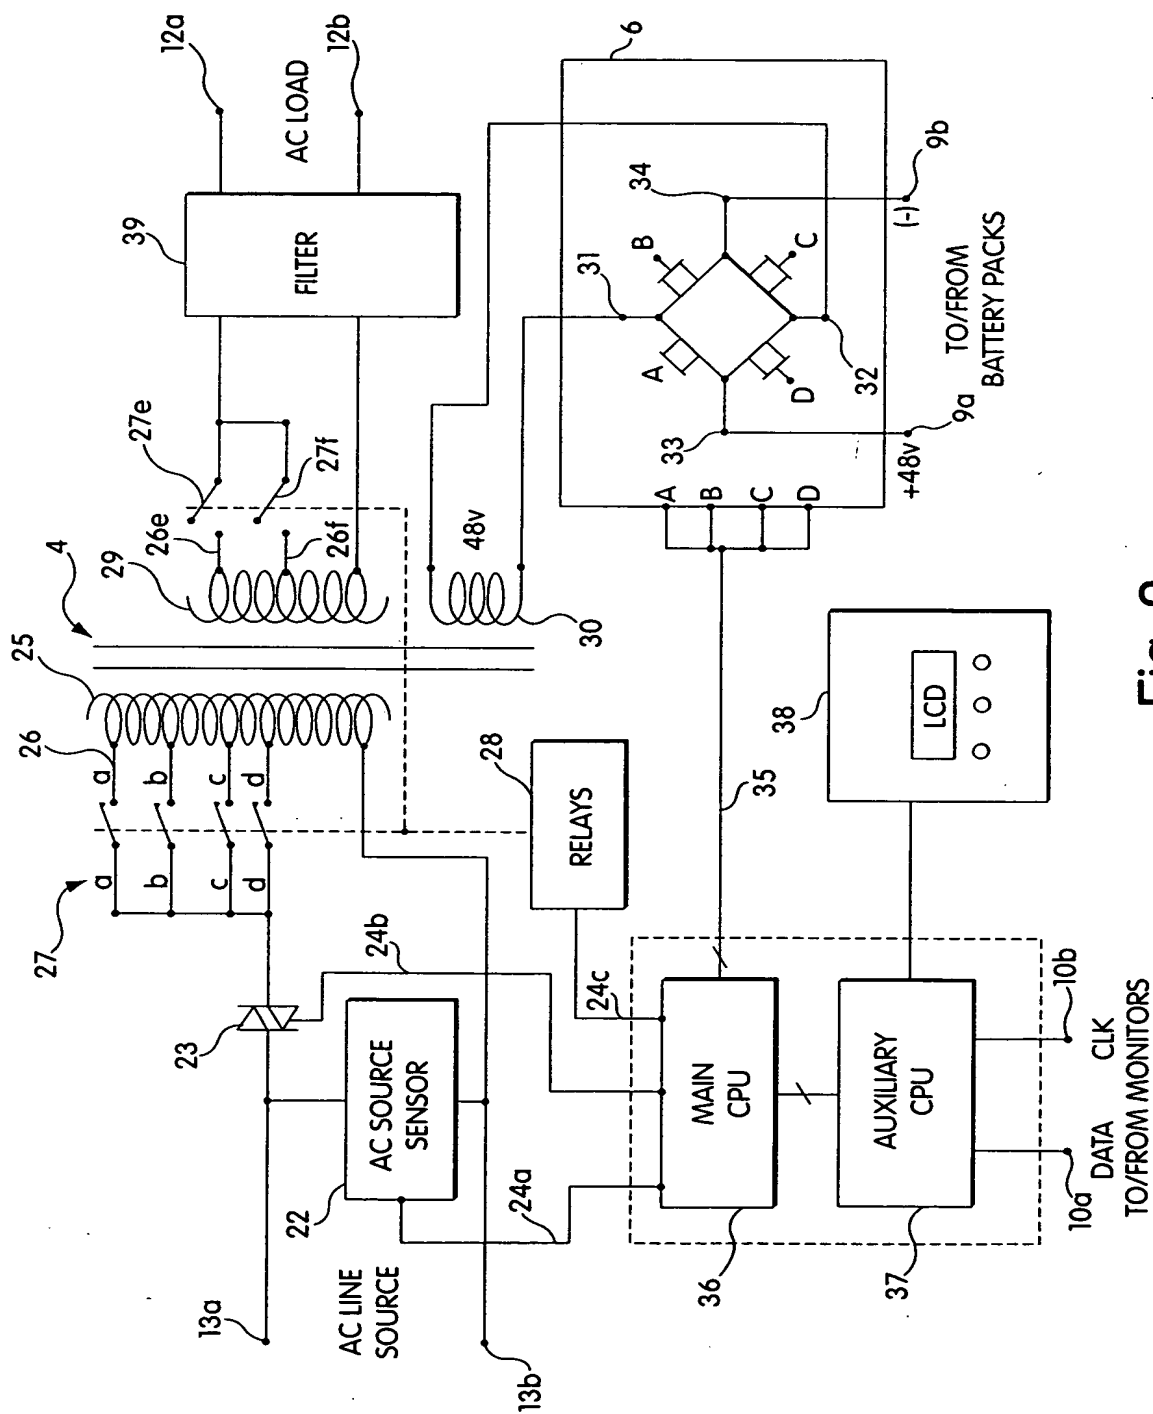 13a
27
25
4
12a
a
a
26
b
b
29
26e
27e
39
12b
c
c
23
d
d
26f
27f
FILTER
AC LOAD
22
AC SOURCE
SENSOR
24b
AC LINE
SOURCE
13b
24a
28
RELAYS
48v
30
24c
6
31
34
A
B
33
A
B
C
D
D
C
32
36
MAIN
CPU
35
+48v
9a
(-)
9b
TO/FROM
BATTERY PACKS
37
AUXILIARY
CPU
38
LCD
10a
10b
DATA
CLK
TO/FROM MONITORS